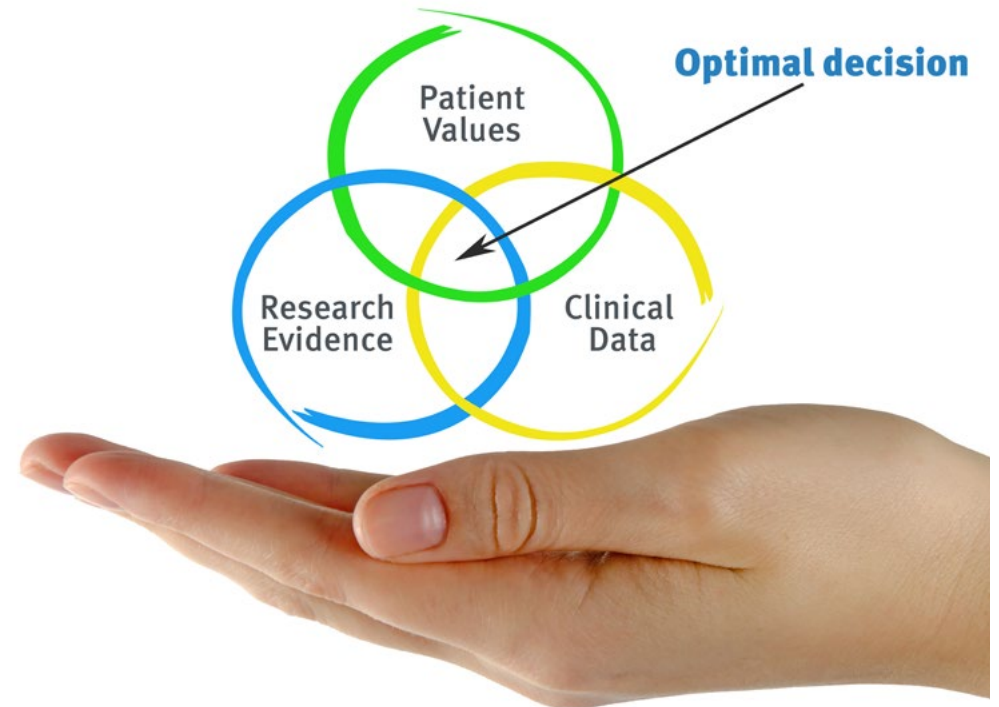 Optimal decision
Patient
Values
Research
Evidence
Clinical
Data